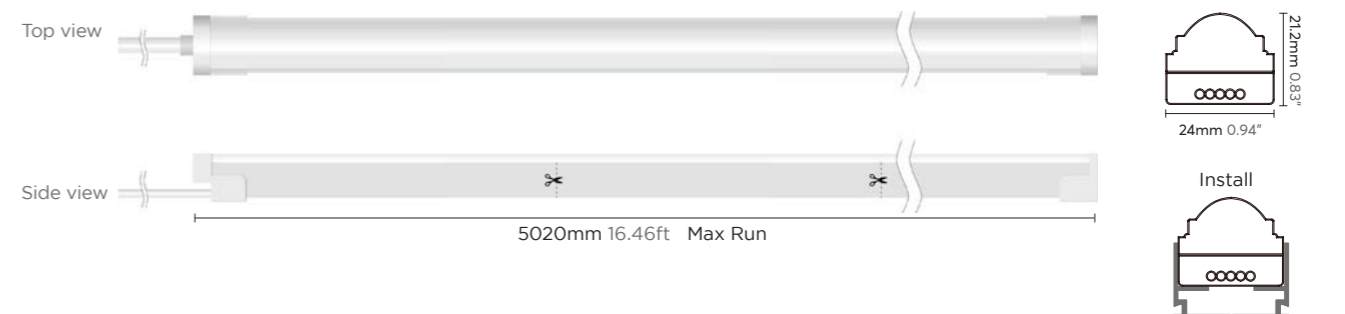 Top view
21.2mm 0.83"
24mm 0.94"
Side view
Install
5020mm 16.46ft Max Run